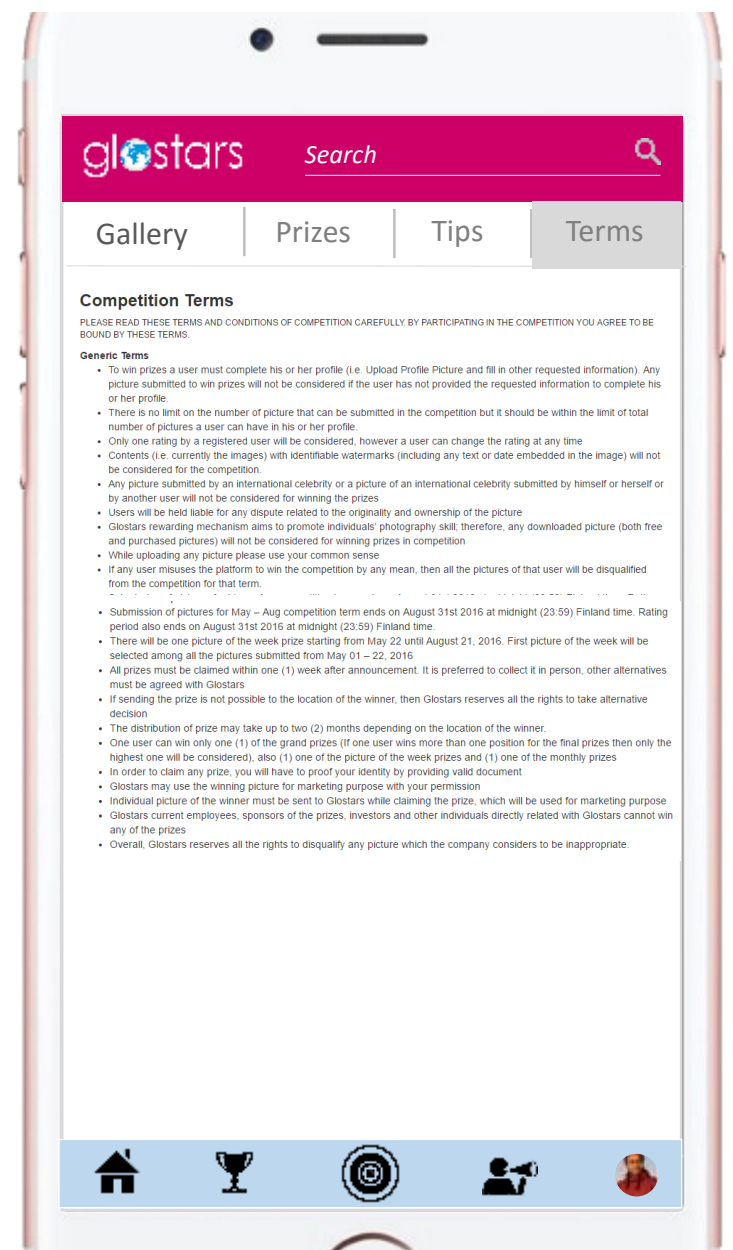 glostars
Search
Gallery
Prizes
Tips
Terms
Competition Terms
PLEASE READ THESE TERMS AND CONDITIONS OF COMPETITION CAREFULLY. BY PARTICIPATING IN THE COMPETITION YOU AGREE TO BE
BOUND BY THESE TERMS.
Generic Terms
• To win prizes a user must complete his or her profile (i.e. Upload Profile Picture and fill in other requested information). Any
picture submitted to win prizes will not be considered if the user has not provided the requested information to complete his
or her profile.
• There is no limit on the number of picture that can be submitted in the competition but it should be within the limit of total
number of pictures a user can have in his or her profile.
• Only one rating by a registered user will be considered, however a user can change the rating at any time
• Contents (i.e. currently the images) with identifiable watermarks (including any text or date embedded in the image) will not
be considered for the competition.
• Any picture submitted by an international celebrity or a picture of an international celebrity submitted by himself or herself or
by another user will not be considered for winning the prizes
• Users will be held liable for any dispute related to the originality and ownership of the picture
• Glostars rewarding mechanism aims to promote individuals' photography skill; therefore, any downloaded picture (both free
and purchased pictures) will not be considered for winning prizes in competition
• While uploading any picture please use your common sense
• If any user misuses the platform to win the competition by any mean, then all the pictures of that user will be disqualified
from the competition for that term.
• Submission of pictures for May – Aug competition term ends on August 31st 2016 at midnight (23:59) Finland time. Rating
period also ends on August 31st 2016 at midnight (23:59) Finland time.
• There will be one picture of the week prize starting from May 22 until August 21, 2016. First picture of the week will be
selected among all the pictures submitted from May 01 – 22, 2016
• All prizes must be claimed within one (1) week after announcement. It is preferred to collect it in person, other alternatives
must be agreed with Glostars
• If sending the prize is not possible to the location of the winner, then Glostars reserves all the rights to take alternative
decision
• The distribution of prize may take up to two (2) months depending on the location of the winner.
• One user can win only one (1) of the grand prizes (If one user wins more than one position for the final prizes then only the
highest one will be considered), also (1) one of the picture of the week prizes and (1) one of the monthly prizes
• In order to claim any prize, you will have to proof your identity by providing valid document
• Glostars may use the winning picture for marketing purpose with your permission
• Individual picture of the winner must be sent to Glostars while claiming the prize, which will be used for marketing purpose
• Glostars current employees, sponsors of the prizes, investors and other individuals directly related with Glostars cannot win
any of the prizes
• Overall, Glostars reserves all the rights to disqualify any picture which the company considers to be inappropriate.